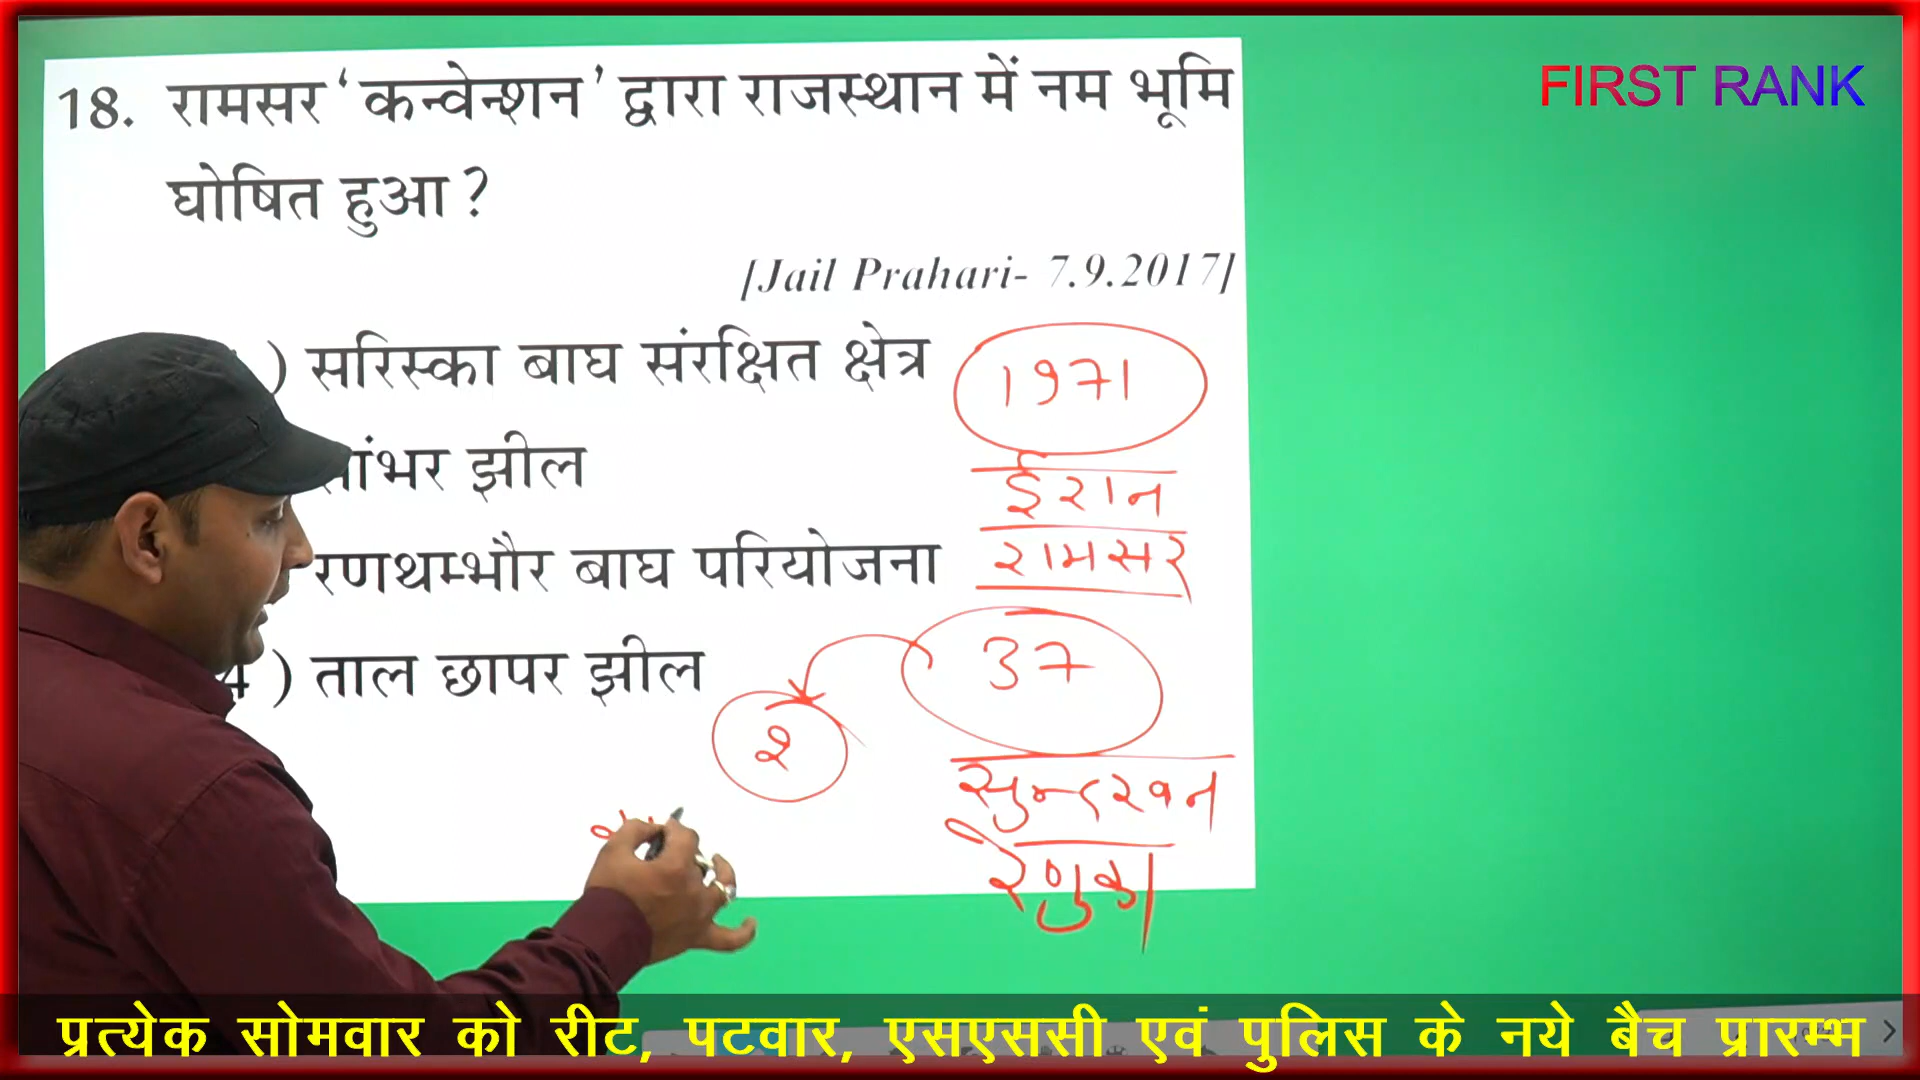 FIRST RANK
18. रामसर ‘कन्वेन्शन’ द्वारा राजस्थान में नम भूमि
घोषित हुआ ?
[Jail Prahari- 7.9.2017]
) सरिस्का बाघ संरक्षित क्षेत्र
1971
सांभर झील
ईरान
रणथम्भौर बाघ परियोजना
रामसर
4 ) ताल छापर झील
37
२
सुन्दरवन
रेणुका
प्रत्येक सोमवार को रीट, पटवार, एसएससी एवं पुलिस के नये बैच प्रारम्भ